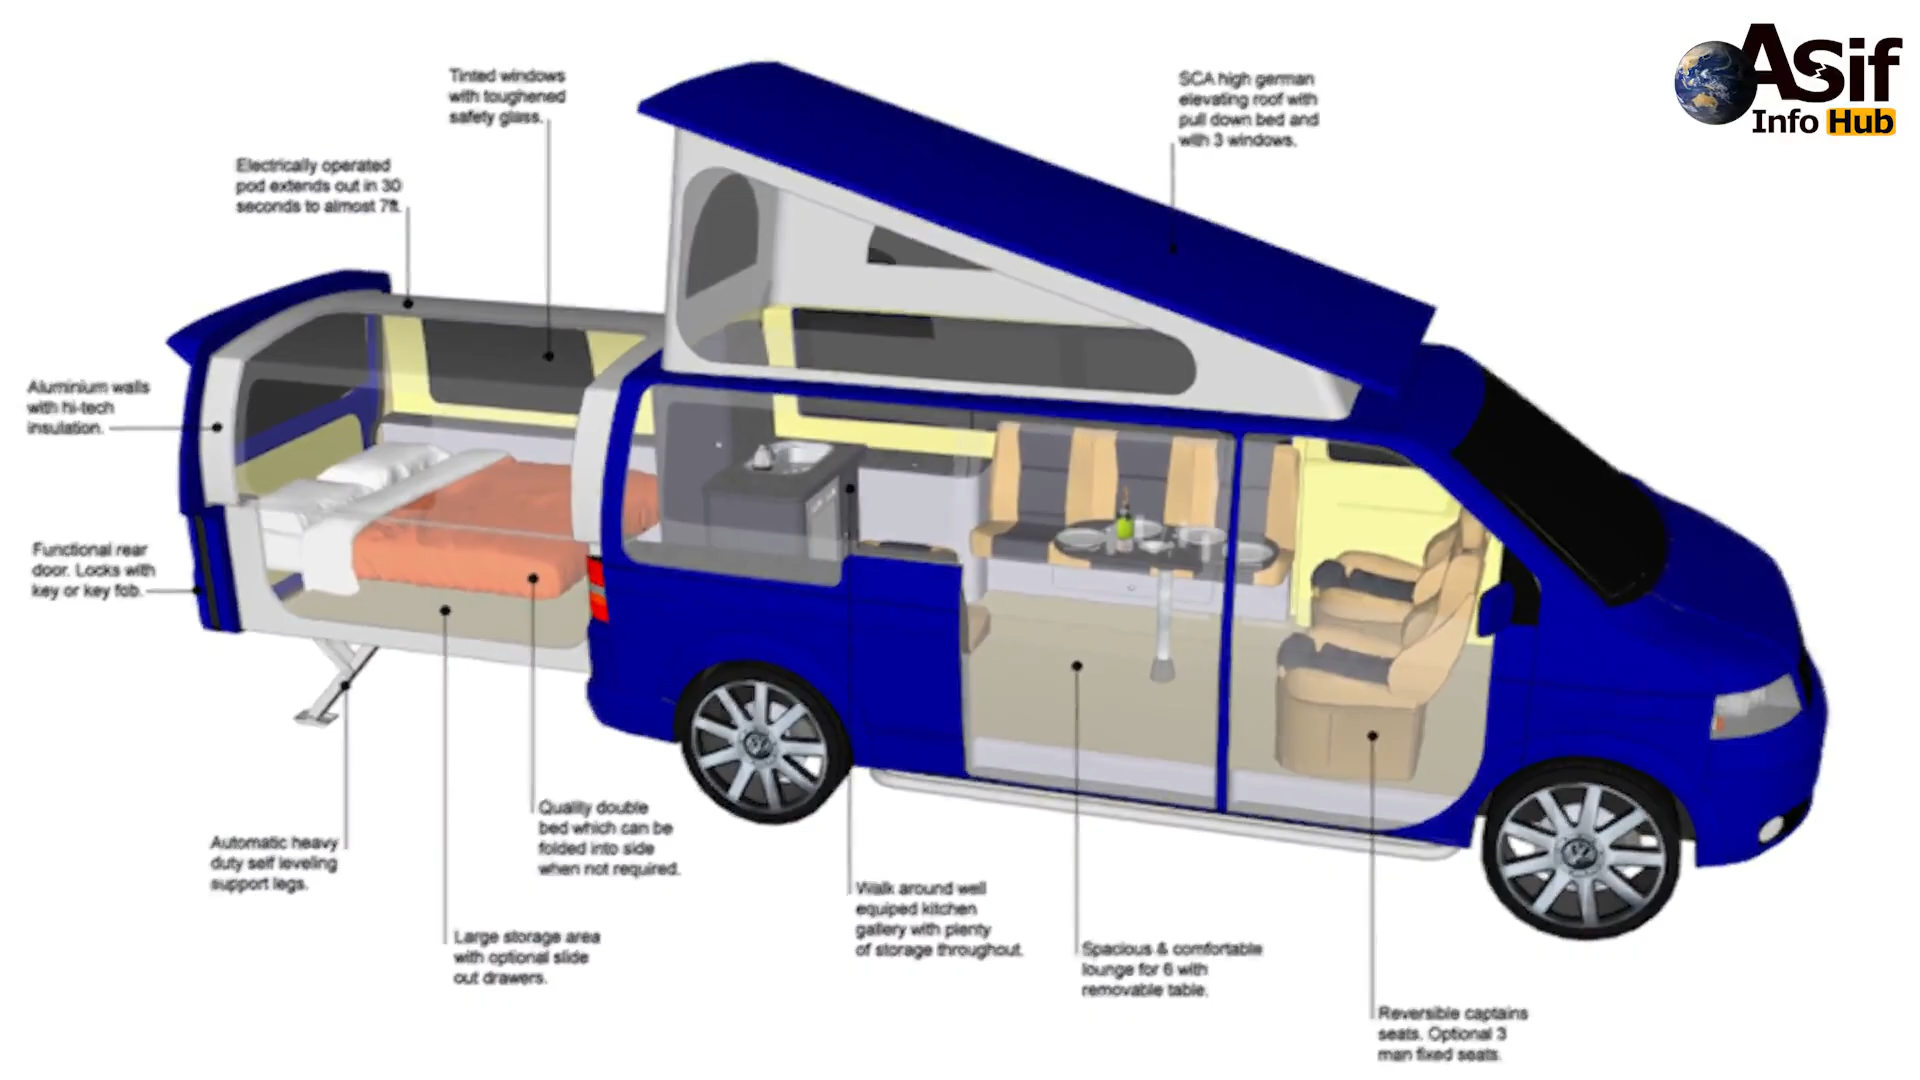 Asif
Info Hub
Tinted windows
with toughened
safety glass.
SCA high german
elevating roof with
pull down bed and
with 3 windows.
Electrically operated
pod extends out in 30
seconds to almost 7ft.
Aluminium walls
with hi-tech
insulation.
Functional rear
door. Locks with
key or key fob.
Automatic heavy
duty self leveling
support legs.
Quality double
bed which can be
folded into side
when not required.
Large storage area
with optional slide
out drawers.
Walk around well
equiped kitchen
gallery with plenty
of storage throughout.
Spacious & comfortable
lounge for 6 with
removable table.
Reversible captains
seats. Optional 3
man fixed seats.